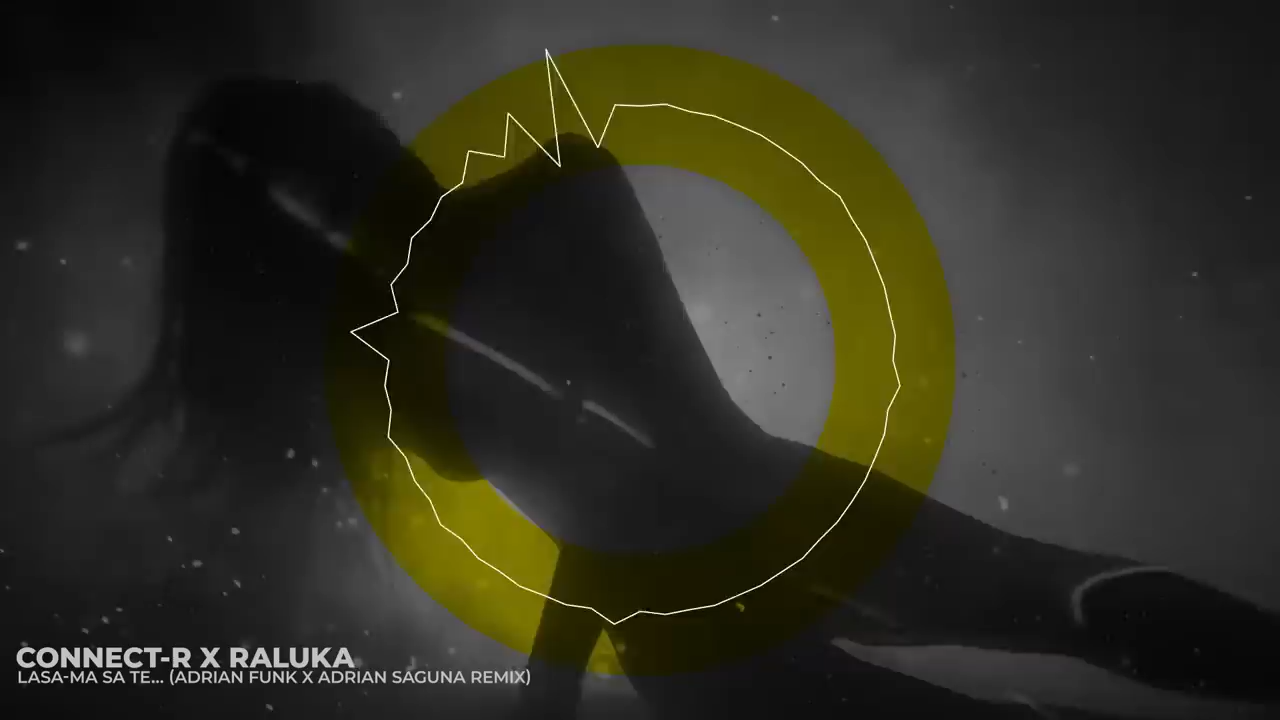 CONNECT-R X RALUKA
LASA-MA SA TE... (ADRIAN FUNK X ADRIAN SAGUNA REMIX)